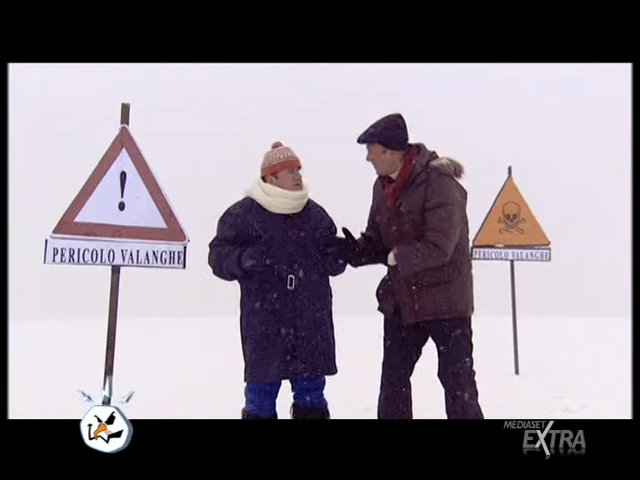 !
PERICOLO VALANGHE
PERICOLO VALANGHE
MEDIASET
EXTRA